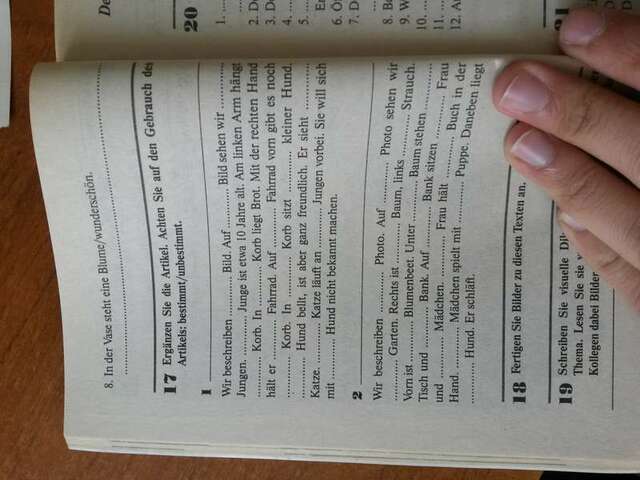 8. In der Vase steht eine Blume/wunderschön.
17 Ergänzen Sie die Artikel. Achten Sie auf den Gebrauch des
Artikels: bestimmt/unbestimmt.
1
Wir beschreiben .......... Bild. Auf .......... Bild sehen wir ..........
Jungen. .......... Junge ist etwa 10 Jahre alt. Am linken Arm hängt
.......... Korb. In .......... Korb liegt Brot. Mit der rechten Hand
hält er .......... Fahrrad. Auf .......... Fahrrad vorn gibt es noch
.......... Korb. In .......... Korb sitzt .......... kleiner Hund.
.......... Hund bellt, ist aber ganz freundlich. Er sieht ..........
Katze. .......... Katze läuft an .......... Jungen vorbei. Sie will sich
mit .......... Hund nicht bekannt machen.
2
Wir beschreiben .......... Photo. Auf .......... Photo sehen wir
.......... Garten. Rechts ist .......... Baum, links .......... Strauch.
Vorn ist .......... Blumenbeet. Unter .......... Baum stehen ..........
Tisch und .......... Bank. Auf .......... Bank sitzen .......... Frau
und .......... Mädchen. .......... Frau hält .......... Buch in der
Hand. .......... Mädchen spielt mit .......... Puppe. Daneben liegt
.......... Hund. Er schläft.
18 Fertigen Sie Bilder zu diesen Texten an.
19 Schreiben Sie visuelle
Thema. Lesen Sie sie
Kollegen dabei Bilder
20
1.
2.
3.
4.
5.
6.
7.
8.
9.
10.
11.
12.
21